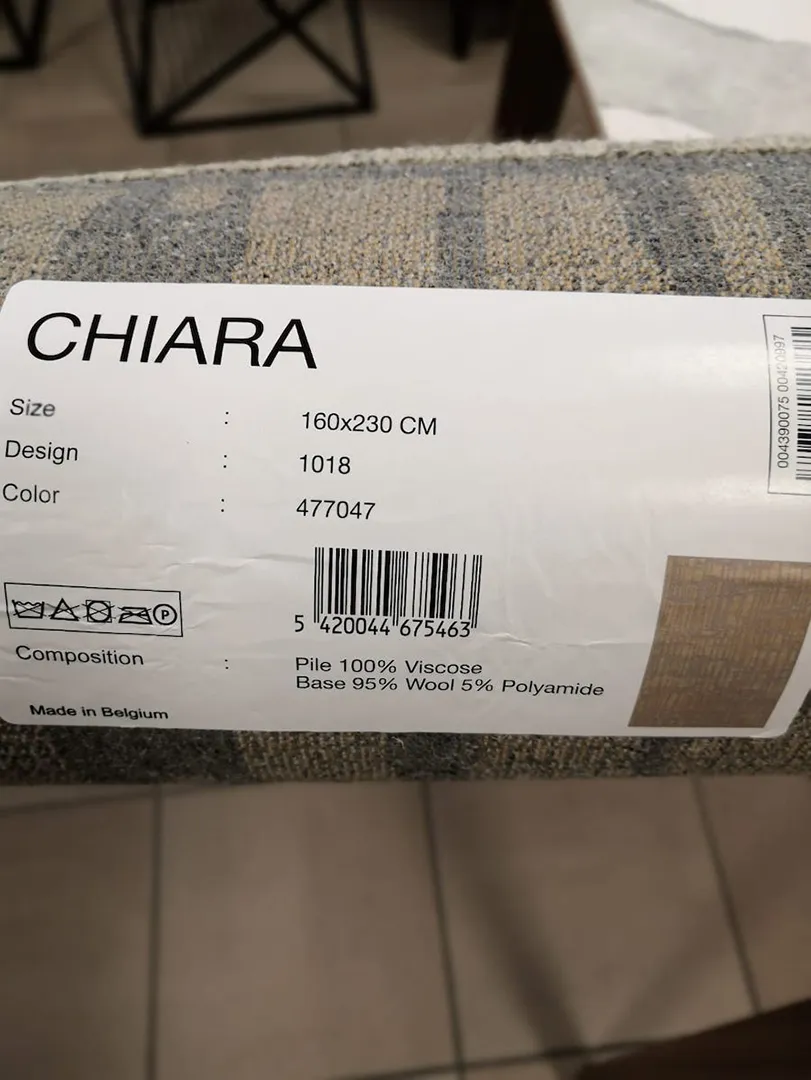 CHIARA
Size : 160x230 CM
Design : 1018
Color : 477047
P
5 420044 675463
Composition : Pile 100% Viscose
Base 95% Wool 5% Polyamide
Made in Belgium
004390075 00420997